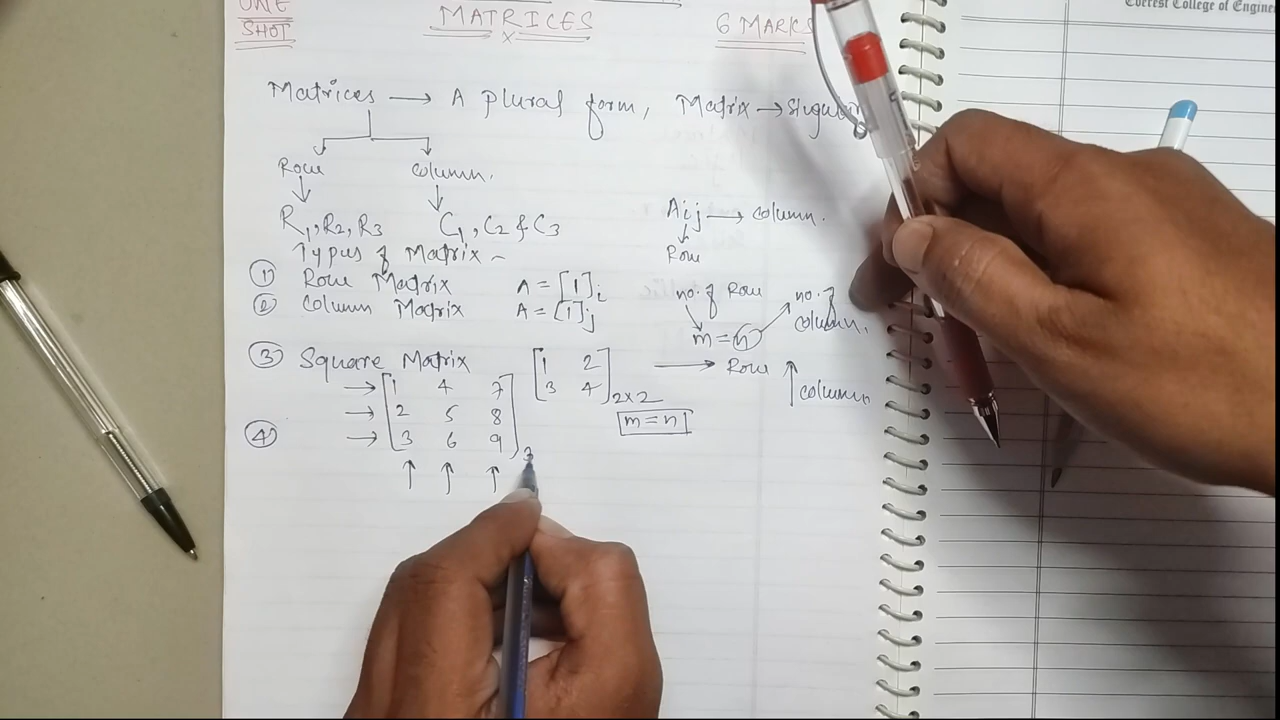 ONE
SHOT
MATRICES
6 MARKS
Everest College of Engine
Matrices → A plural form, Matrix → Singular
Row
column.
R1, R2, R3
C1, C2 & C3
Aij → column.
Row
Types of Matrix ~
① Row Matrix A = [1]i
② Column Matrix A = [1]j
no. of Row
no. of
column.
m = n
③ Square Matrix
[1 2
3 4]2×2
→ Row
column
m = n
→ [1 4 7
→ 2 5 8
→ 3 6 9]3
④